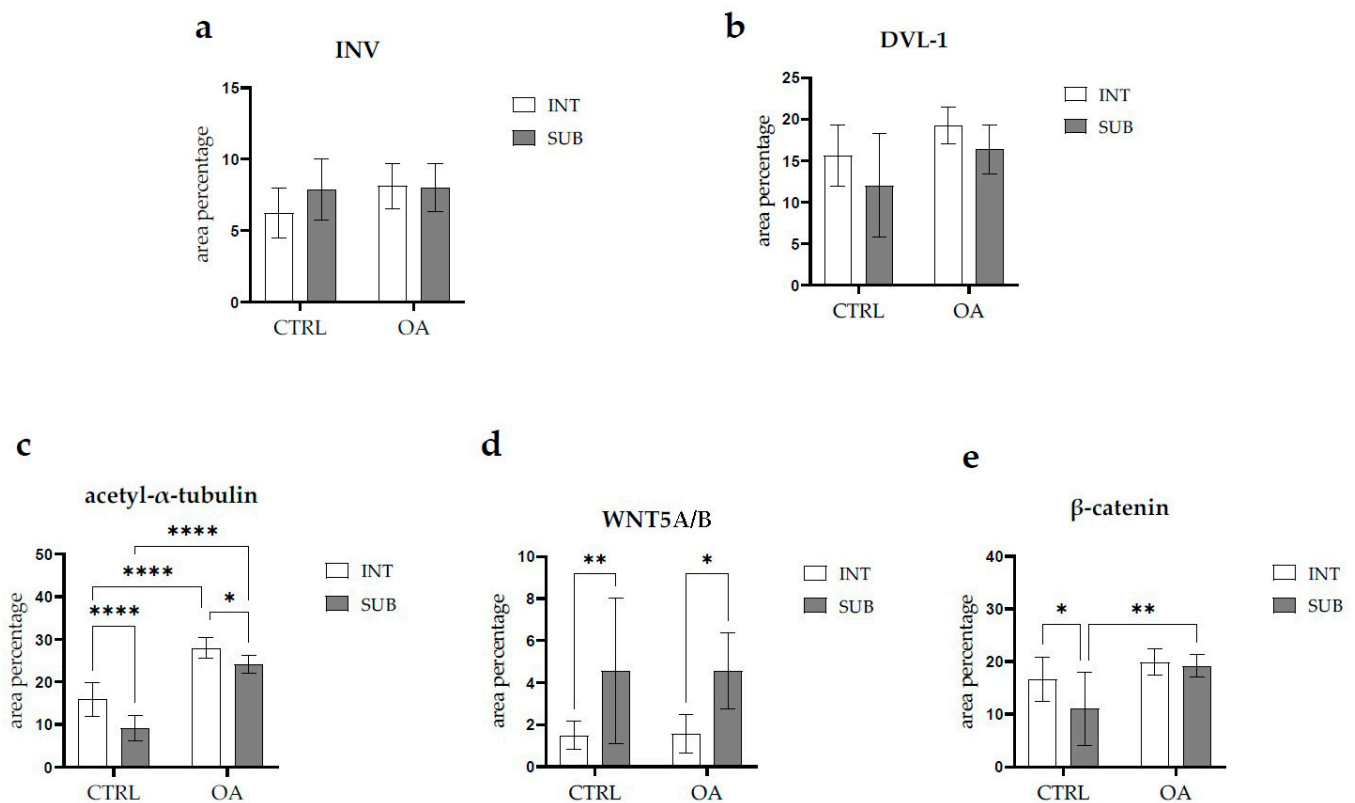 a
INV
15
10
5
0
area percentage
CTRL
OA
INT
SUB
b
DVL-1
25
20
15
10
5
0
area percentage
CTRL
OA
INT
SUB
c
acetyl-α-tubulin
****
****
****
*
50
40
30
20
10
0
area percentage
CTRL
OA
INT
SUB
d
WNT5A/B
**
*
10
8
6
4
2
0
area percentage
CTRL
OA
INT
SUB
e
β-catenin
*
**
40
30
20
10
0
area percentage
CTRL
OA
INT
SUB